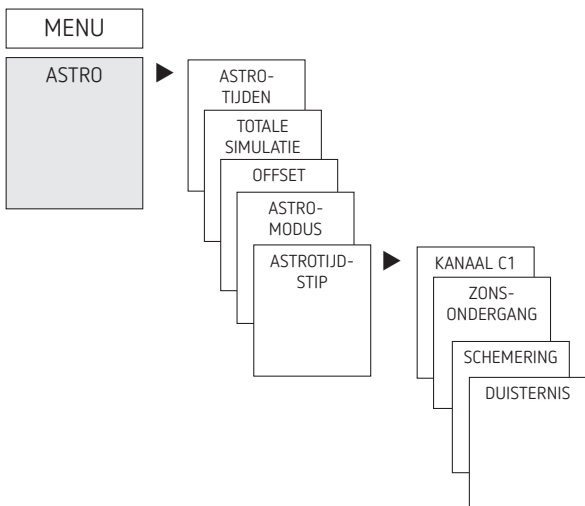 MENU
ASTRO
ASTRO-
TIJDEN
TOTALE
SIMULATIE
OFFSET
ASTRO-
MODUS
ASTROTIJD-
STIP
KANAAL C1
ZONS-
ONDERGANG
SCHEMERING
DUISTERNIS